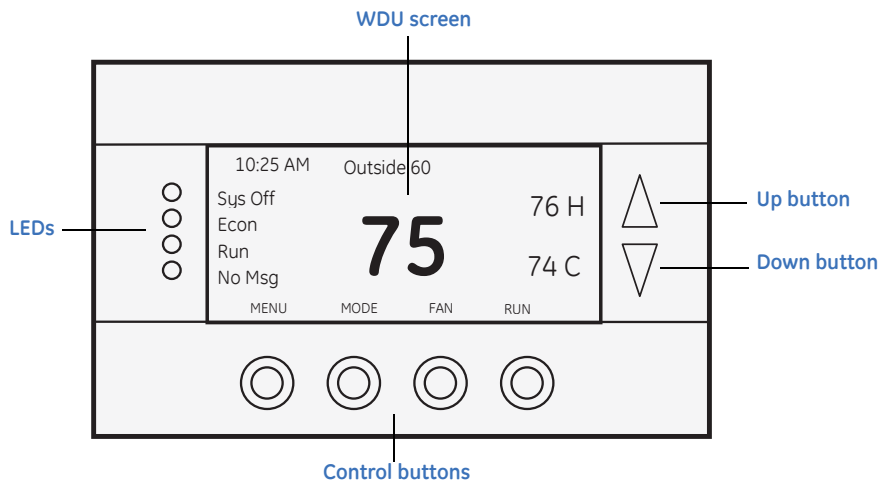 WDU screen
10:25 AM Outside 60
Sys Off
76 H
Econ
75
Run
74 C
No Msg
MENU MODE FAN RUN
LEDs
Up button
Down button
Control buttons